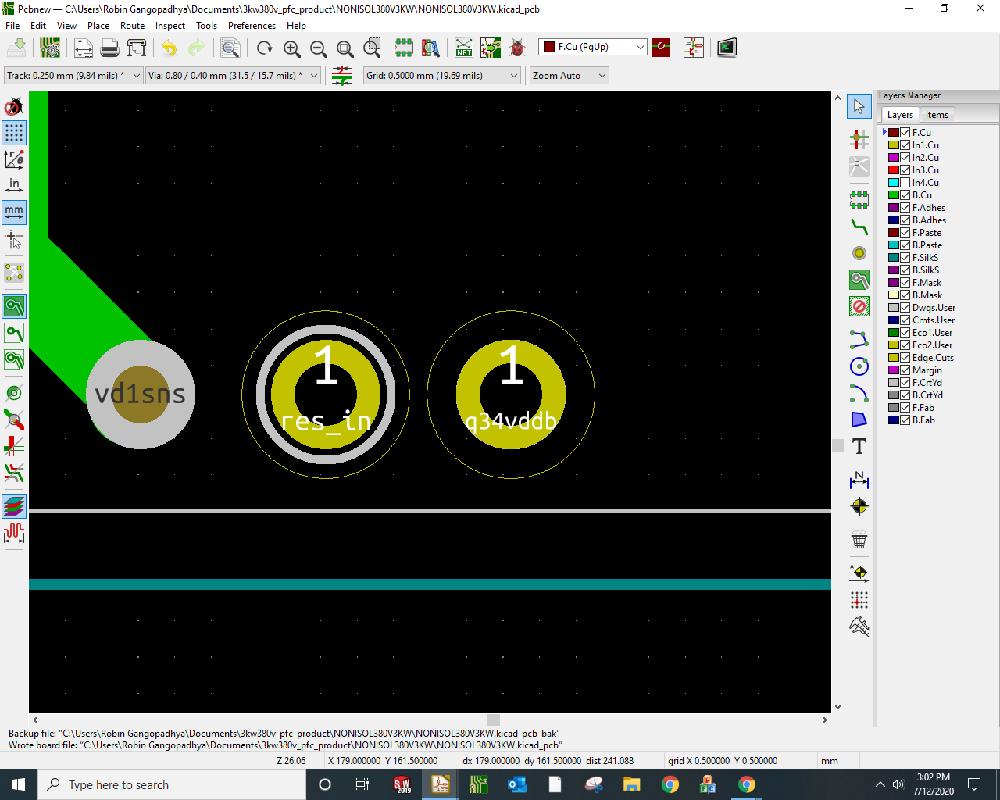 Pcbnew — C:\Users\Robin Gangopadhya\Documents\3kw380v_pfc_product\NONISOL380V3KW\NONISOL380V3KW.kicad_pcb
File Edit View Place Route Inspect Tools Preferences Help
NET F.Cu (PgUp)
Track: 0.250 mm (9.84 mils) * Via: 0.80 / 0.40 mm (31.5 / 15.7 mils) * Grid: 0.5000 mm (19.69 mils) Zoom Auto
Layers Manager
Layers Items
F.Cu
In1.Cu
In2.Cu
In3.Cu
In4.Cu
B.Cu
F.Adhes
B.Adhes
F.Paste
B.Paste
F.SilkS
B.SilkS
F.Mask
B.Mask
Dwgs.User
Cmts.User
Eco1.User
Eco2.User
Edge.Cuts
Margin
F.CrtYd
B.CrtYd
F.Fab
B.Fab
r θ
in
mm
1 1
vd1sns res_in q34vddb
T
N
Backup file: "C:\Users\Robin Gangopadhya\Documents\3kw380v_pfc_product\NONISOL380V3KW\NONISOL380V3KW.kicad_pcb-bak"
Wrote board file: "C:\Users\Robin Gangopadhya\Documents\3kw380v_pfc_product\NONISOL380V3KW\NONISOL380V3KW.kicad_pcb"
Z 26.06 X 179.000000 Y 161.500000 dx 179.000000 dy 161.500000 dist 241.088 grid X 0.500000 Y 0.500000 mm
Type here to search
SW 2019
3:02 PM
7/12/2020